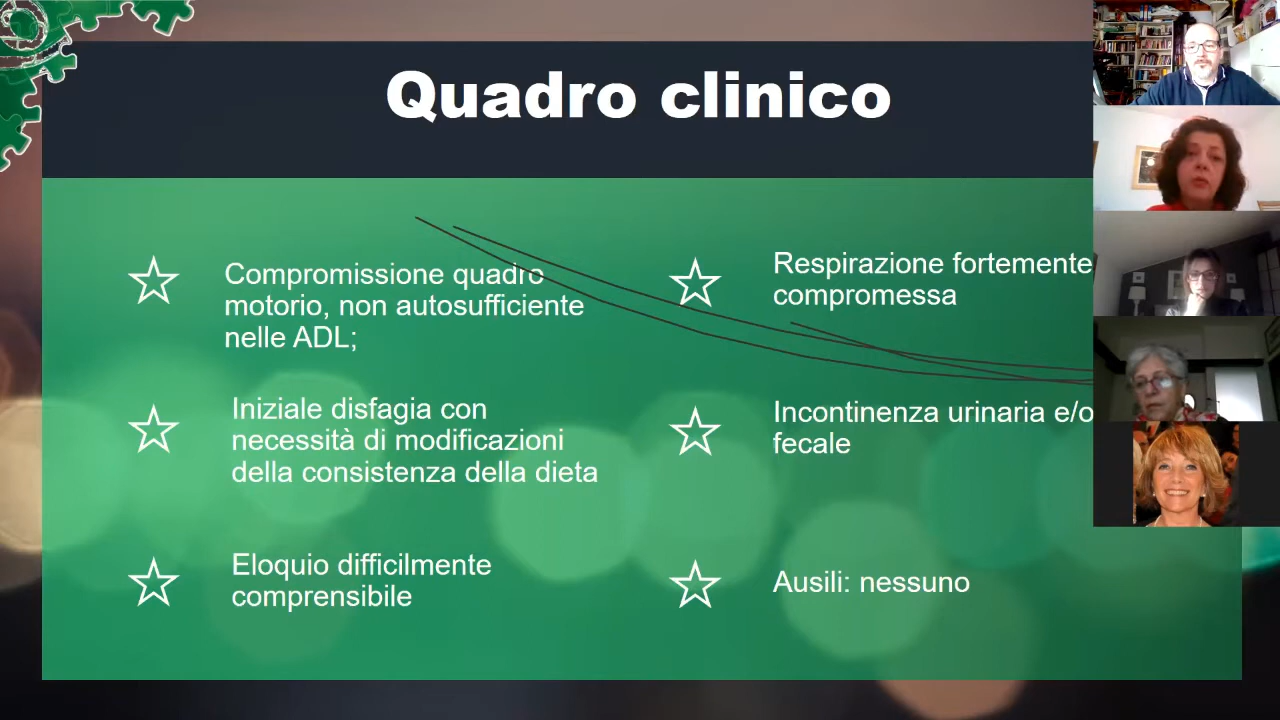 Quadro clinico
Compromissione quadro
motorio, non autosufficiente
nelle ADL;
Iniziale disfagia con
necessità di modificazioni
della consistenza della dieta
Eloquio difficilmente
comprensibile
Respirazione fortemente
compromessa
Incontinenza urinaria e/o
fecale
Ausili: nessuno